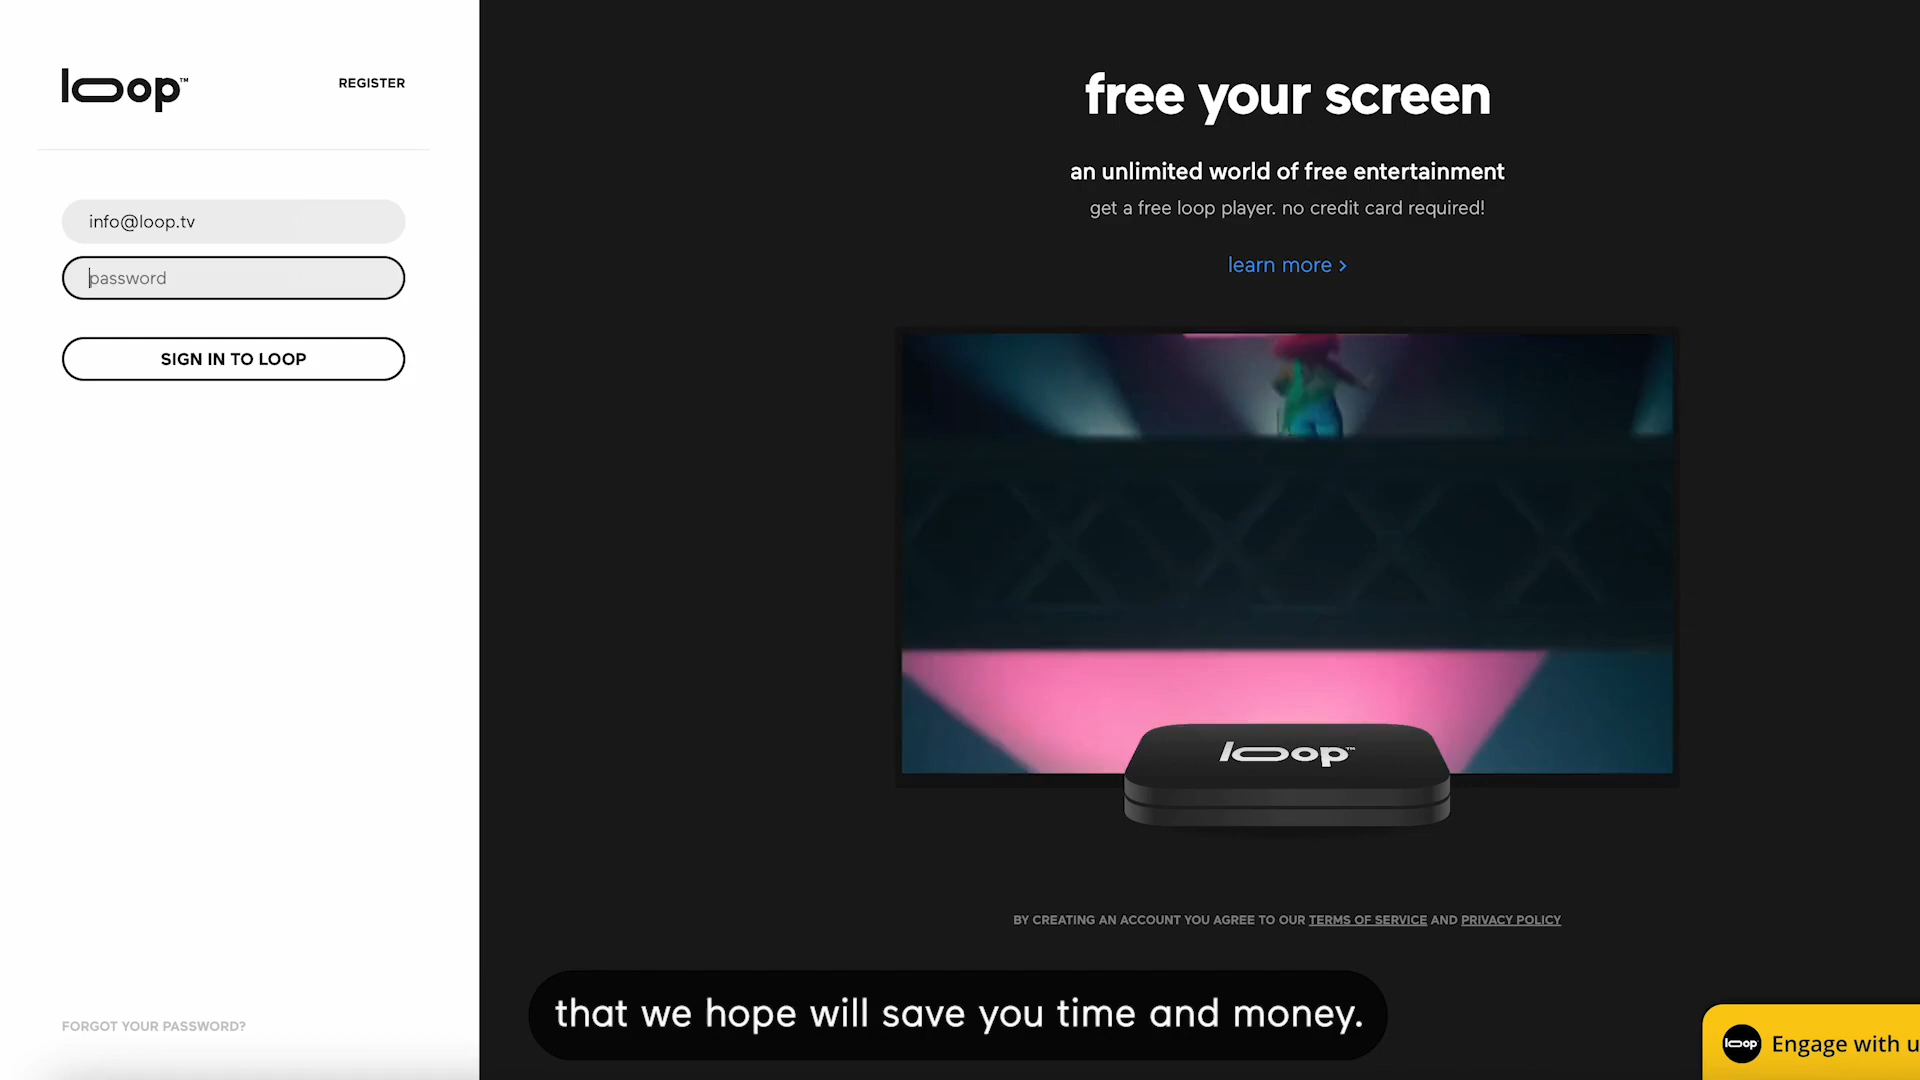 loop™
REGISTER
info@loop.tv
password
SIGN IN TO LOOP
FORGOT YOUR PASSWORD?
free your screen
an unlimited world of free entertainment
get a free loop player. no credit card required!
learn more >
loop™
BY CREATING AN ACCOUNT YOU AGREE TO OUR TERMS OF SERVICE AND PRIVACY POLICY
that we hope will save you time and money.
loop
Engage with u